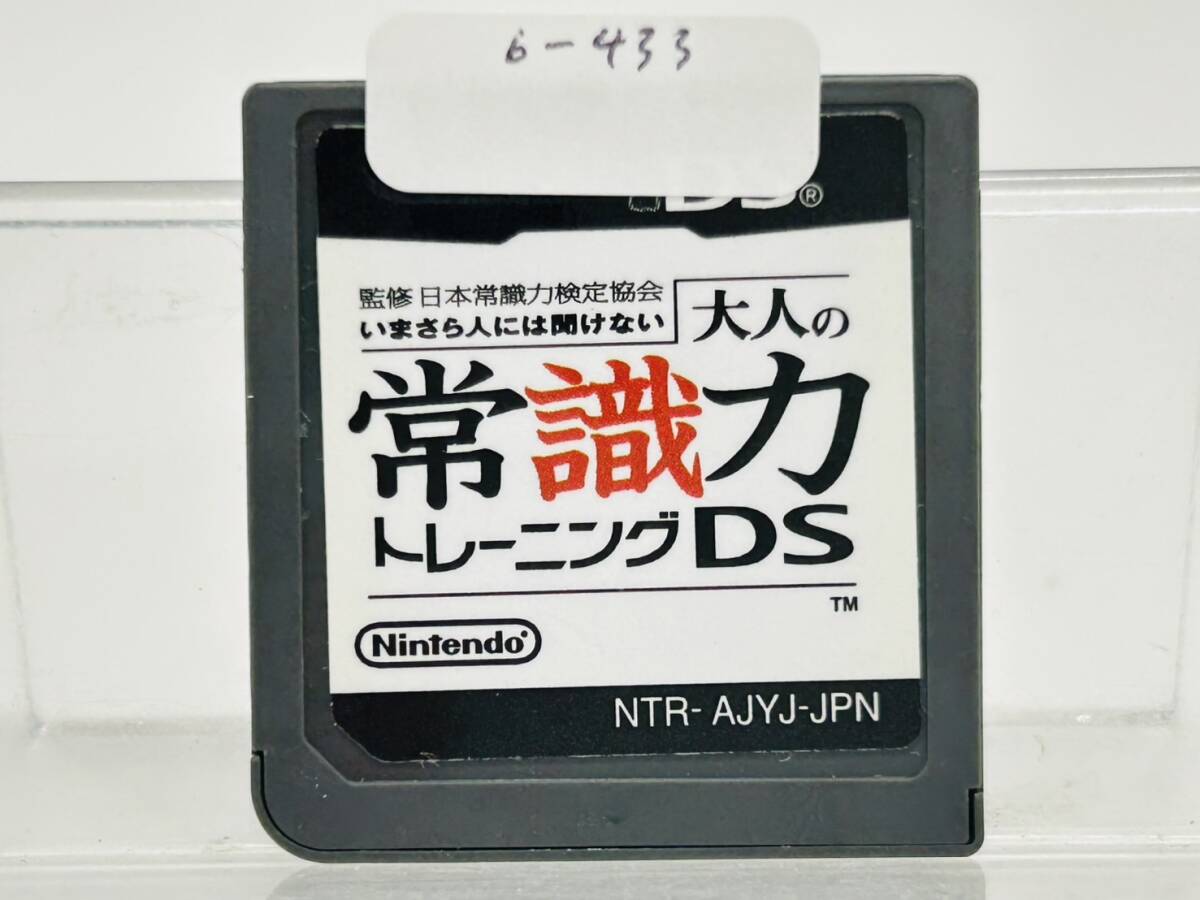 6-433
DS®
監修 日本常識力検定協会
いまさら人には聞けない
大人の
常識力
トレーニングDS
TM
Nintendo®
NTR- AJYJ-JPN